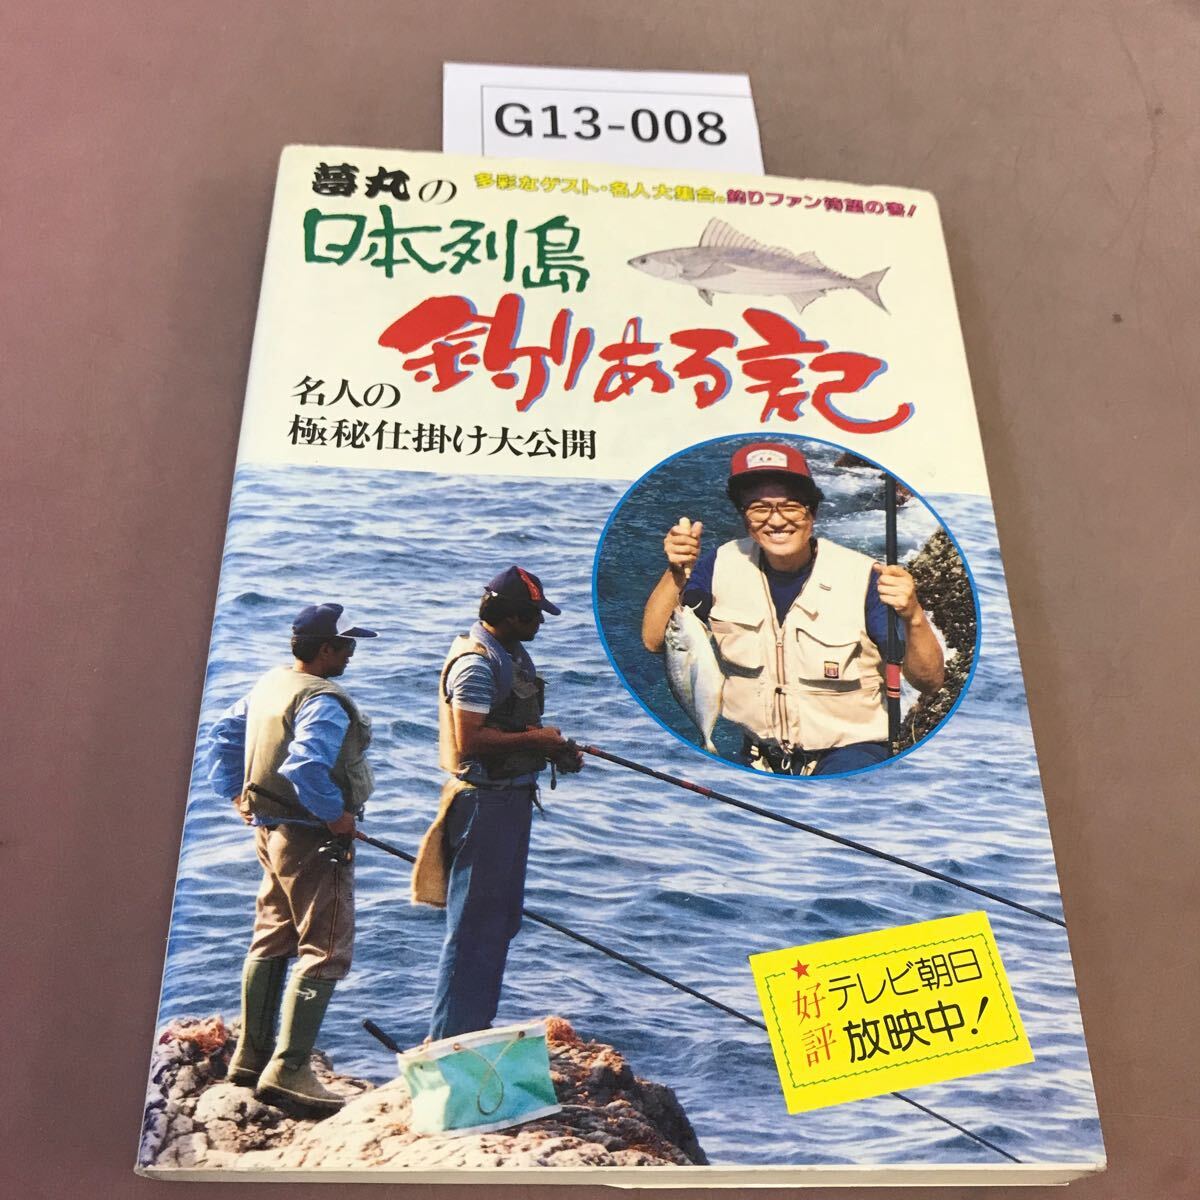 G13-008
多彩なゲスト・名人大集合。釣りファン待望の書!
夢丸の
日本列島
釣りある記
名人の
極秘仕掛け大公開
★好評
テレビ朝日
放映中!